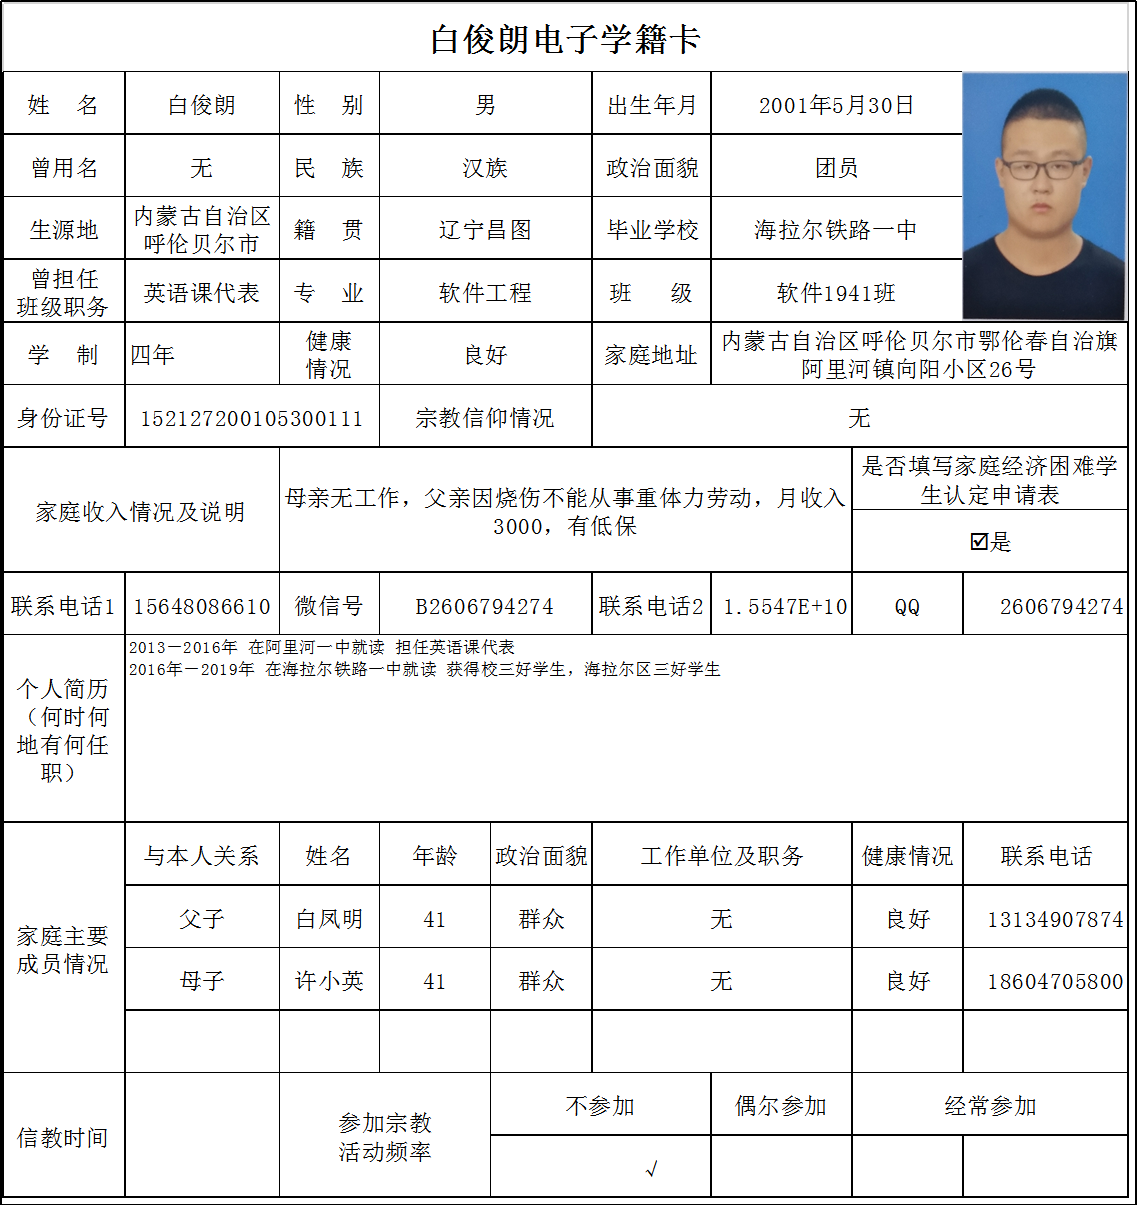 白俊朗电子学籍卡
姓 名 白俊朗 性 别 男 出生年月 2001年5月30日
曾用名 无 民 族 汉族 政治面貌 团员
生源地 内蒙古自治区呼伦贝尔市 籍 贯 辽宁昌图 毕业学校 海拉尔铁路一中
曾担任班级职务 英语课代表 专 业 软件工程 班 级 软件1941班
学 制 四年 健康情况 良好 家庭地址 内蒙古自治区呼伦贝尔市鄂伦春自治旗阿里河镇向阳小区26号
身份证号 152127200105300111 宗教信仰情况 无
家庭收入情况及说明 母亲无工作，父亲因烧伤不能从事重体力劳动，月收入3000，有低保 是否填写家庭经济困难学生认定申请表
☑是
联系电话1 15648086610 微信号 B2606794274 联系电话2 1.5547E+10 QQ 2606794274
个人简历（何时何地有何任职）
2013－2016年 在阿里河一中就读 担任英语课代表
2016年－2019年 在海拉尔铁路一中就读 获得校三好学生，海拉尔区三好学生
家庭主要成员情况
与本人关系 姓名 年龄 政治面貌 工作单位及职务 健康情况 联系电话
父子 白凤明 41 群众 无 良好 13134907874
母子 许小英 41 群众 无 良好 18604705800
信教时间 参加宗教活动频率 不参加 偶尔参加 经常参加
√